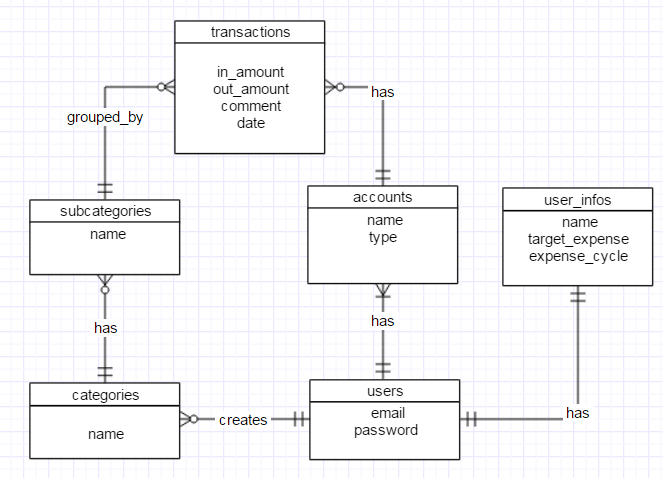 transactions
in_amount
out_amount
comment
date
has
grouped_by
subcategories
name
accounts
name
type
user_infos
name
target_expense
expense_cycle
has
has
categories
name
creates
users
email
password
has